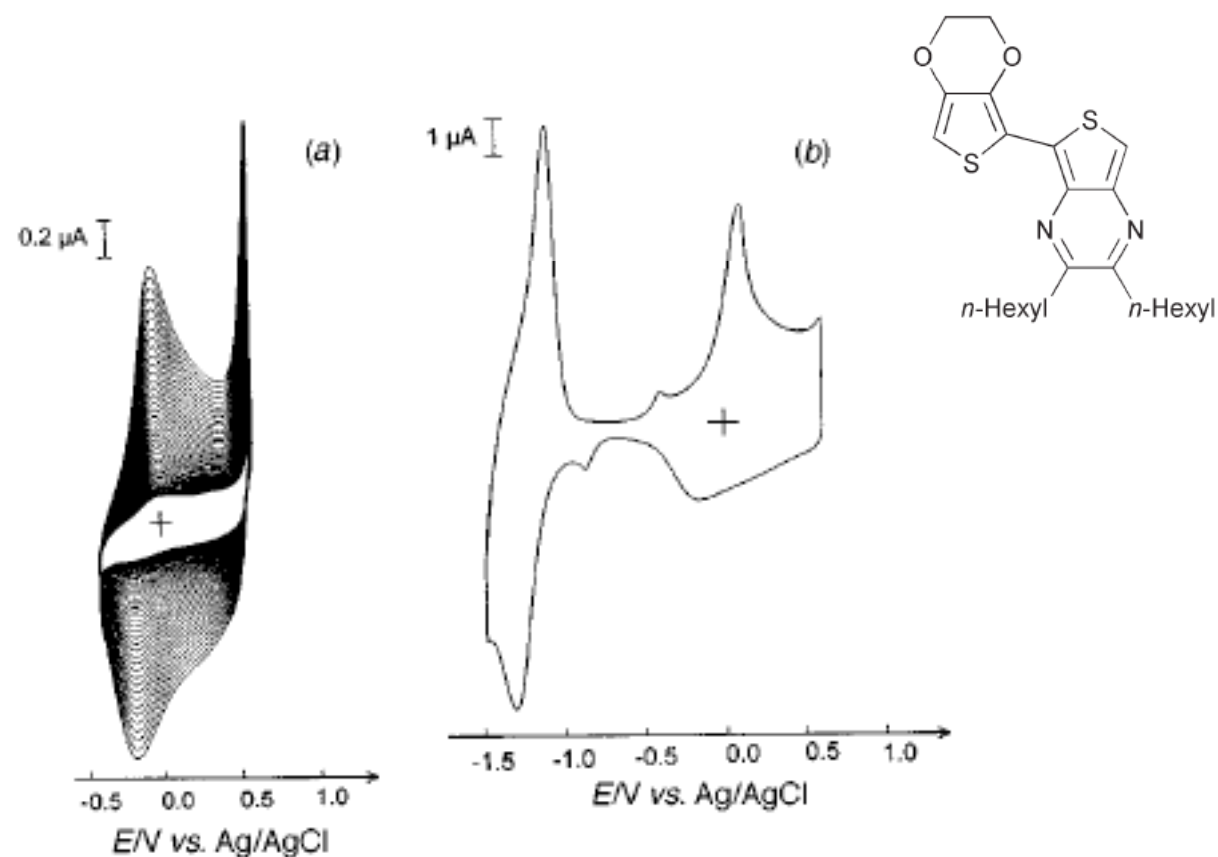 (a)
0.2 µA
-0.5 0.0 0.5 1.0
E/V vs. Ag/AgCl
1 µA
(b)
-1.5 -1.0 -0.5 0.0 0.5 1.0
E/V vs. Ag/AgCl
O O
S
S
N N
n-Hexyl n-Hexyl